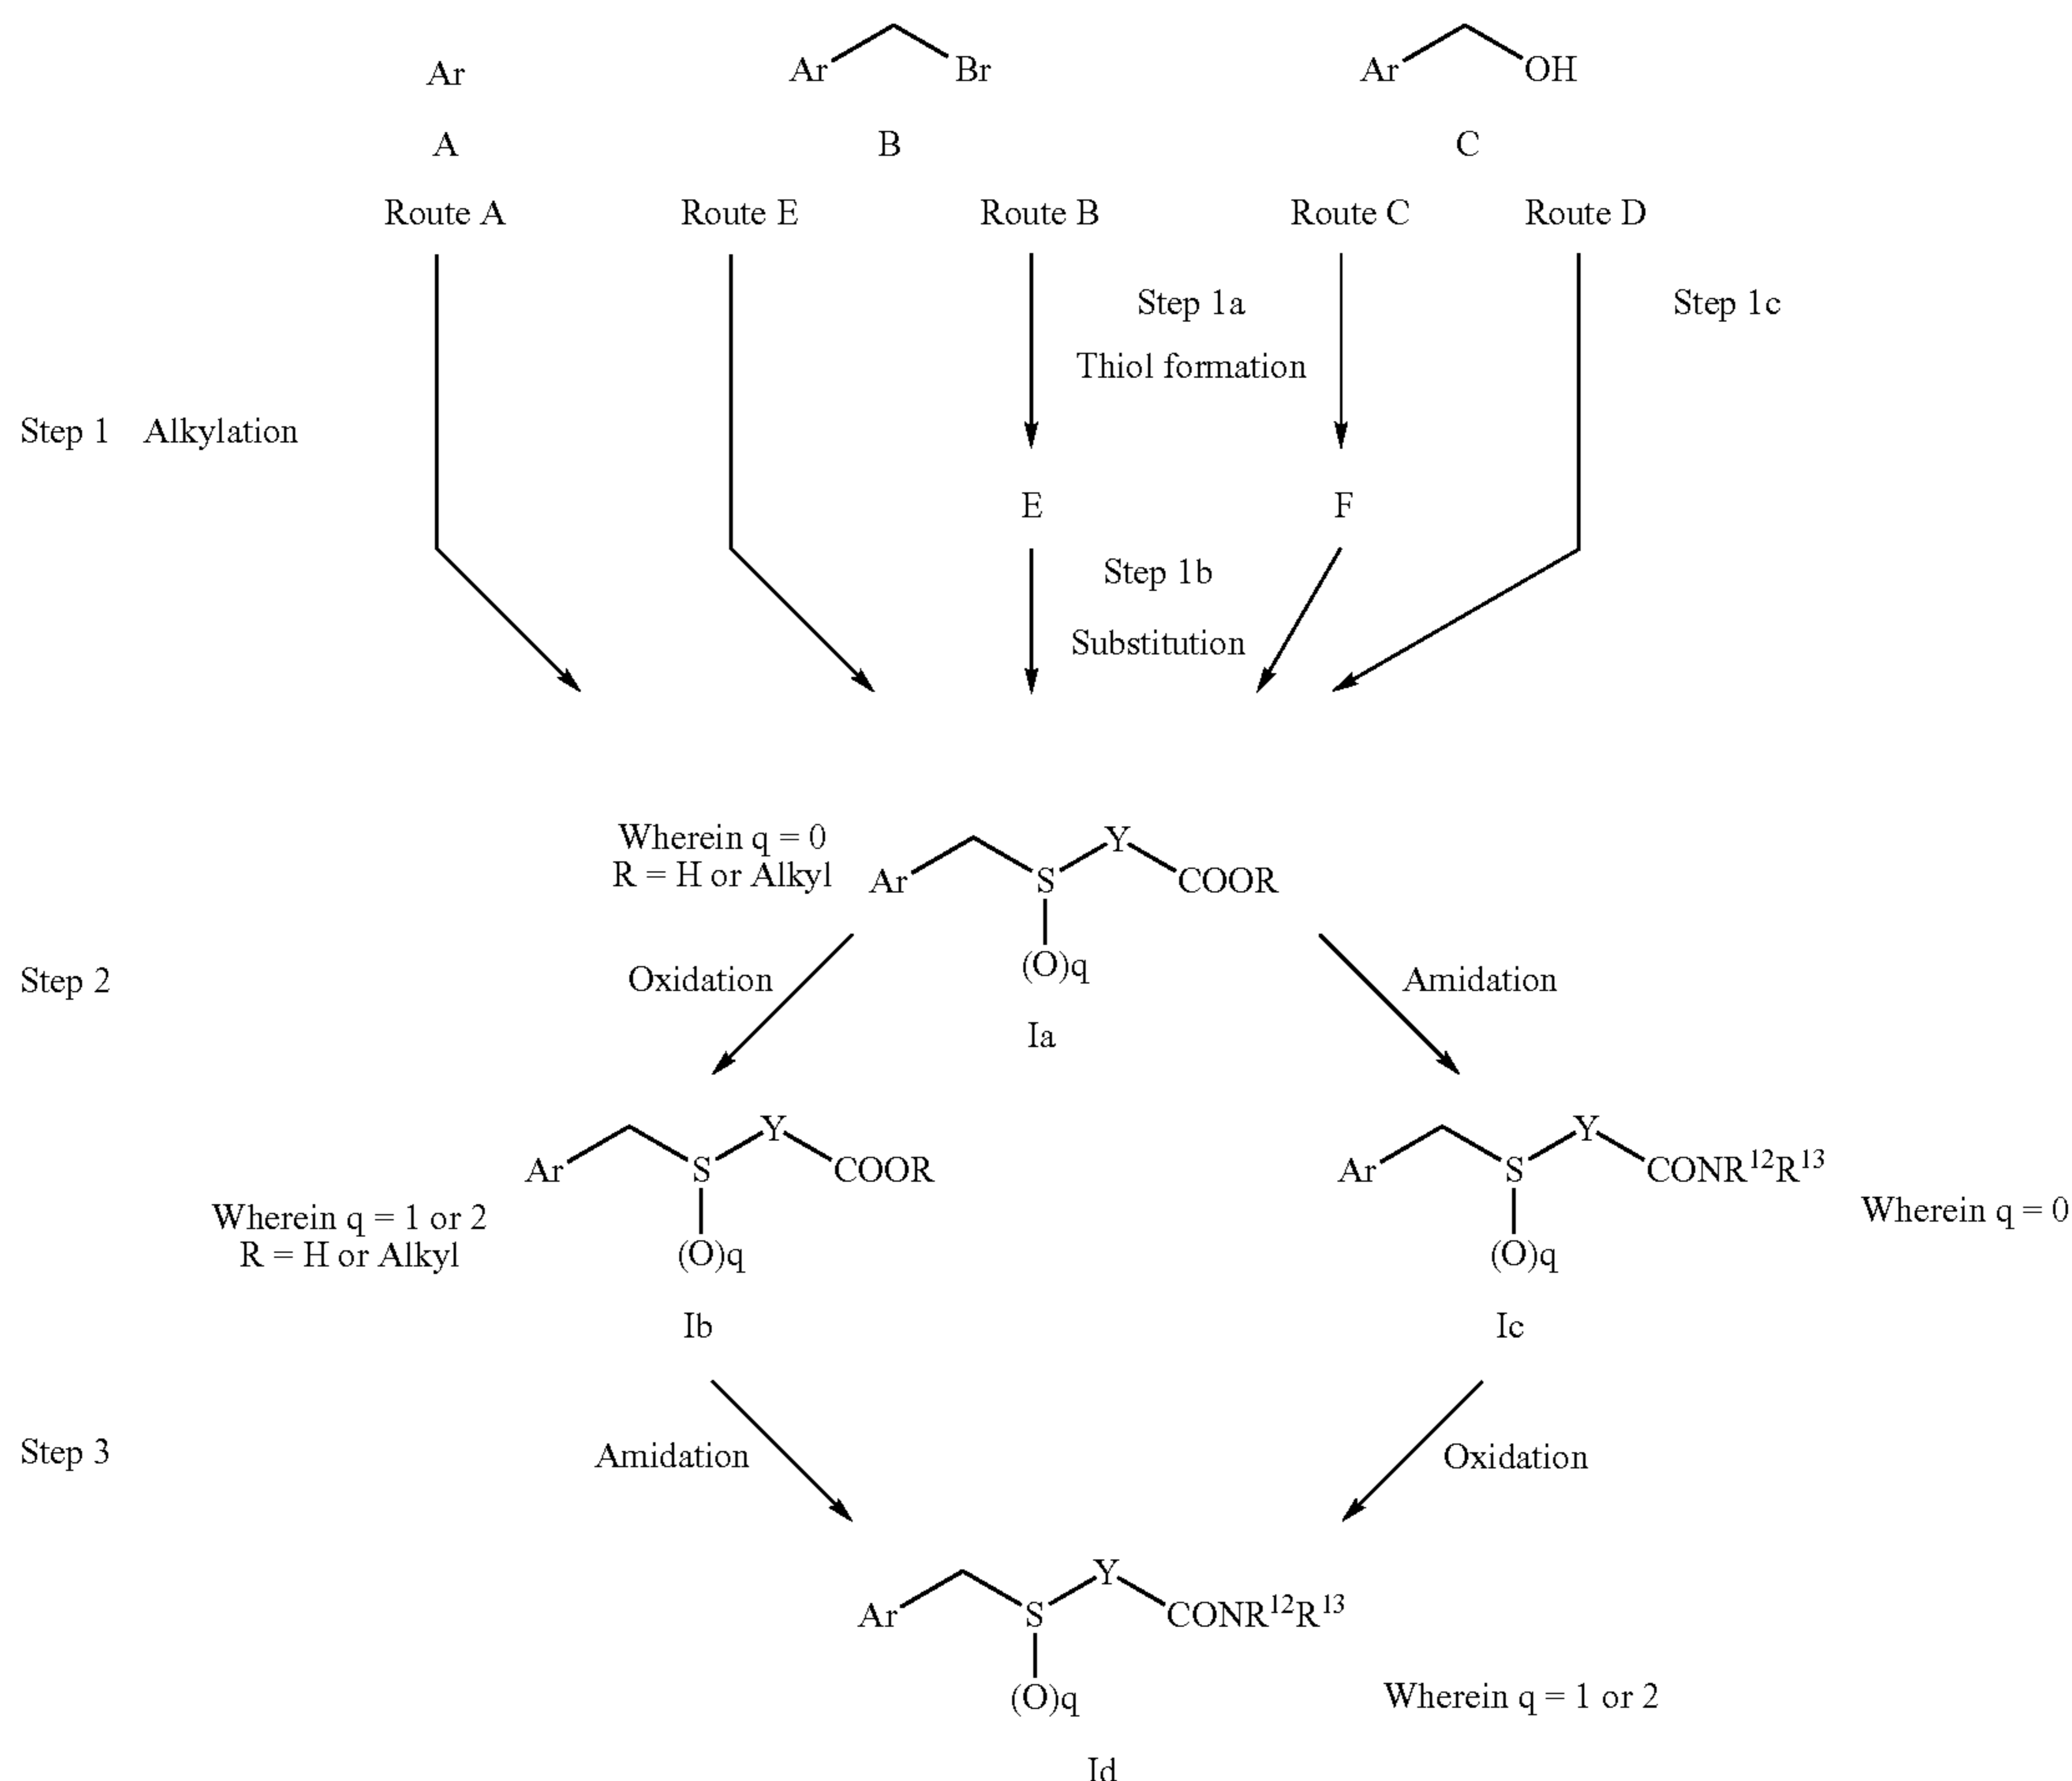 Ar Ar Br Ar OH
A B C
Route A Route E Route B Route C Route D
Step 1a Step 1c
Thiol formation
Step 1 Alkylation
E F
Step 1b
Substitution
Wherein q = 0
R = H or Alkyl
Ar S Y COOR
(O)q
Ia
Step 2 Oxidation Amidation
Ar S Y COOR
(O)q
Wherein q = 1 or 2
R = H or Alkyl
Ib
Ar S Y CONR¹²R¹³
(O)q
Wherein q = 0
Ic
Step 3 Amidation Oxidation
Ar S Y CONR¹²R¹³
(O)q
Wherein q = 1 or 2
Id